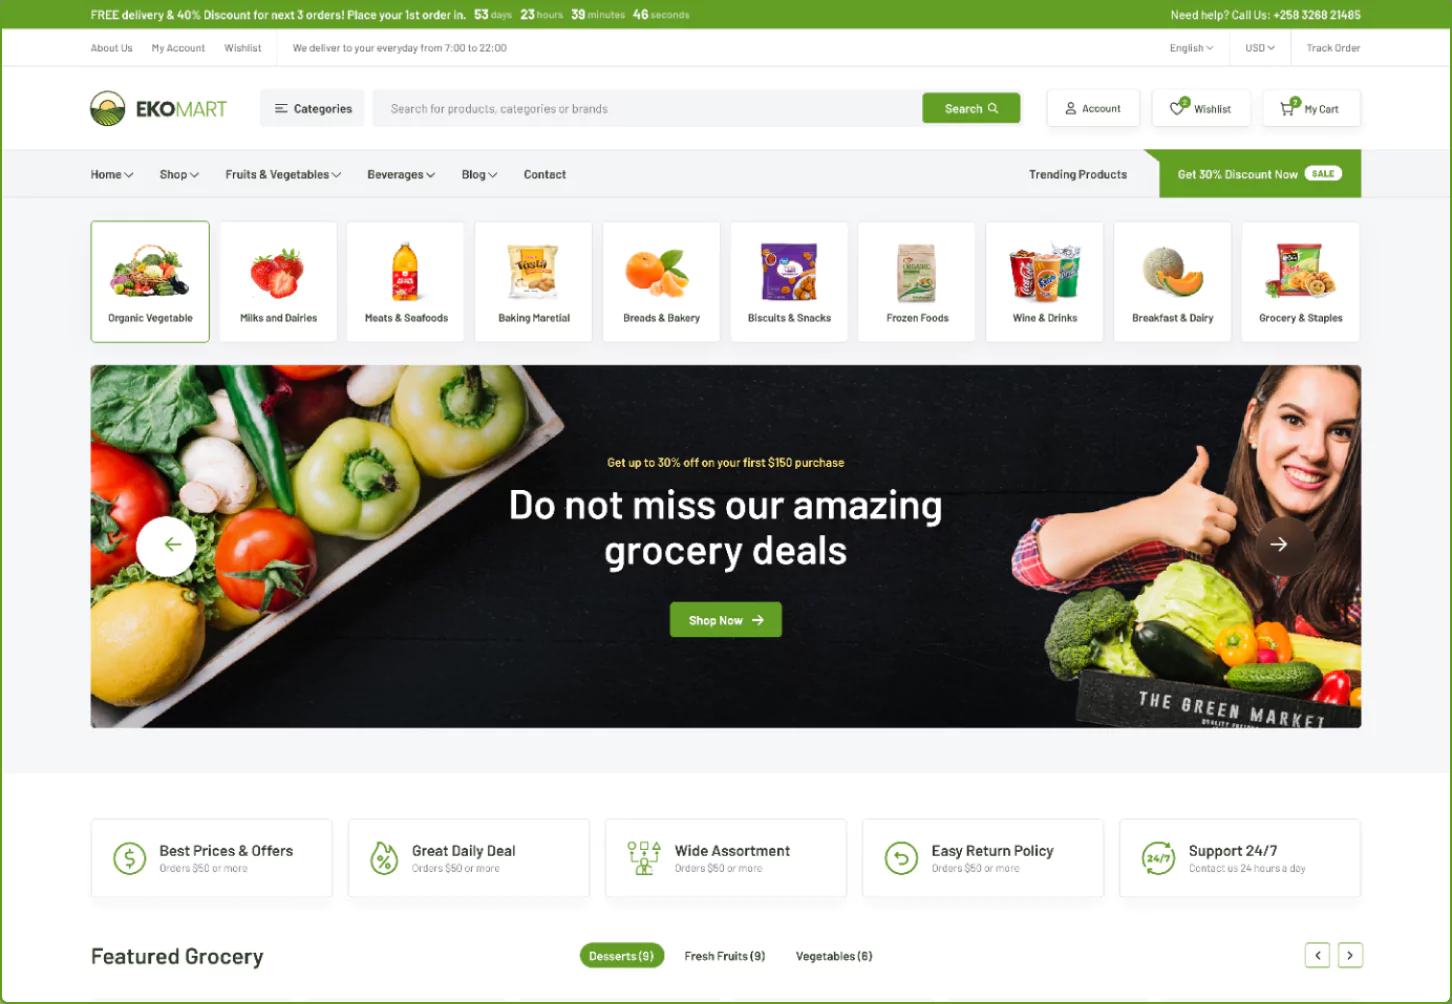 FREE delivery & 40% Discount for next 3 orders! Place your 1st order in. 53 days 23 hours 39 minutes 46 seconds
Need help? Call Us: +258 3268 21485
About Us My Account Wishlist We deliver to your everyday from 7:00 to 22:00
English USD Track Order
EKOMART
Categories
Search for products, categories or brands
Search
Account
2
Wishlist
2
My Cart
Home Shop Fruits & Vegetables Beverages Blog Contact
Trending Products
Get 30% Discount Now SALE
Organic Vegetable
Milks and Dairies
Meats & Seafoods
Baking Maretial
Breads & Bakery
Biscuits & Snacks
ORGANIC
Frozen Foods
Coca-Cola
Fanta
Wine & Drinks
Breakfast & Dairy
Grocery & Staples
Get up to 30% off on your first $150 purchase
Do not miss our amazing
grocery deals
Shop Now
THE GREEN MARKET
Best Prices & Offers
Orders $50 or more
Great Daily Deal
Orders $50 or more
Wide Assortment
Orders $50 or more
Easy Return Policy
Orders $50 or more
24/7
Support 24/7
Contact us 24 hours a day
Featured Grocery
Desserts (9)
Fresh Fruits (9)
Vegetables (6)